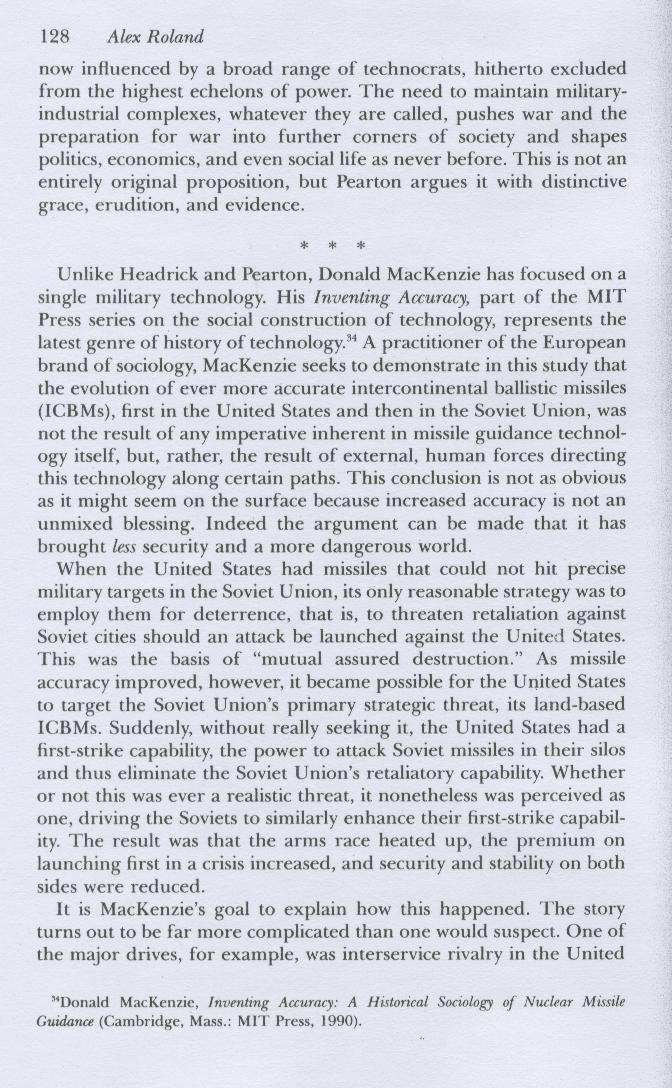 128 Alex Roland
now influenced by a broad range of technocrats, hitherto excluded
from the highest echelons of power. The need to maintain military-
industrial complexes, whatever they are called, pushes war and the
preparation for war into further corners of society and shapes
politics, economics, and even social life as never before. This is not an
entirely original proposition, but Pearton argues it with distinctive
grace, erudition, and evidence.
* * *
Unlike Headrick and Pearton, Donald MacKenzie has focused on a
single military technology. His Inventing Accuracy, part of the MIT
Press series on the social construction of technology, represents the
latest genre of history of technology.³⁴ A practitioner of the European
brand of sociology, MacKenzie seeks to demonstrate in this study that
the evolution of ever more accurate intercontinental ballistic missiles
(ICBMs), first in the United States and then in the Soviet Union, was
not the result of any imperative inherent in missile guidance technol-
ogy itself, but, rather, the result of external, human forces directing
this technology along certain paths. This conclusion is not as obvious
as it might seem on the surface because increased accuracy is not an
unmixed blessing. Indeed the argument can be made that it has
brought less security and a more dangerous world.
When the United States had missiles that could not hit precise
military targets in the Soviet Union, its only reasonable strategy was to
employ them for deterrence, that is, to threaten retaliation against
Soviet cities should an attack be launched against the United States.
This was the basis of “mutual assured destruction.” As missile
accuracy improved, however, it became possible for the United States
to target the Soviet Union’s primary strategic threat, its land-based
ICBMs. Suddenly, without really seeking it, the United States had a
first-strike capability, the power to attack Soviet missiles in their silos
and thus eliminate the Soviet Union’s retaliatory capability. Whether
or not this was ever a realistic threat, it nonetheless was perceived as
one, driving the Soviets to similarly enhance their first-strike capabil-
ity. The result was that the arms race heated up, the premium on
launching first in a crisis increased, and security and stability on both
sides were reduced.
It is MacKenzie’s goal to explain how this happened. The story
turns out to be far more complicated than one would suspect. One of
the major drives, for example, was interservice rivalry in the United
³⁴Donald MacKenzie, Inventing Accuracy: A Historical Sociology of Nuclear Missile
Guidance (Cambridge, Mass.: MIT Press, 1990).